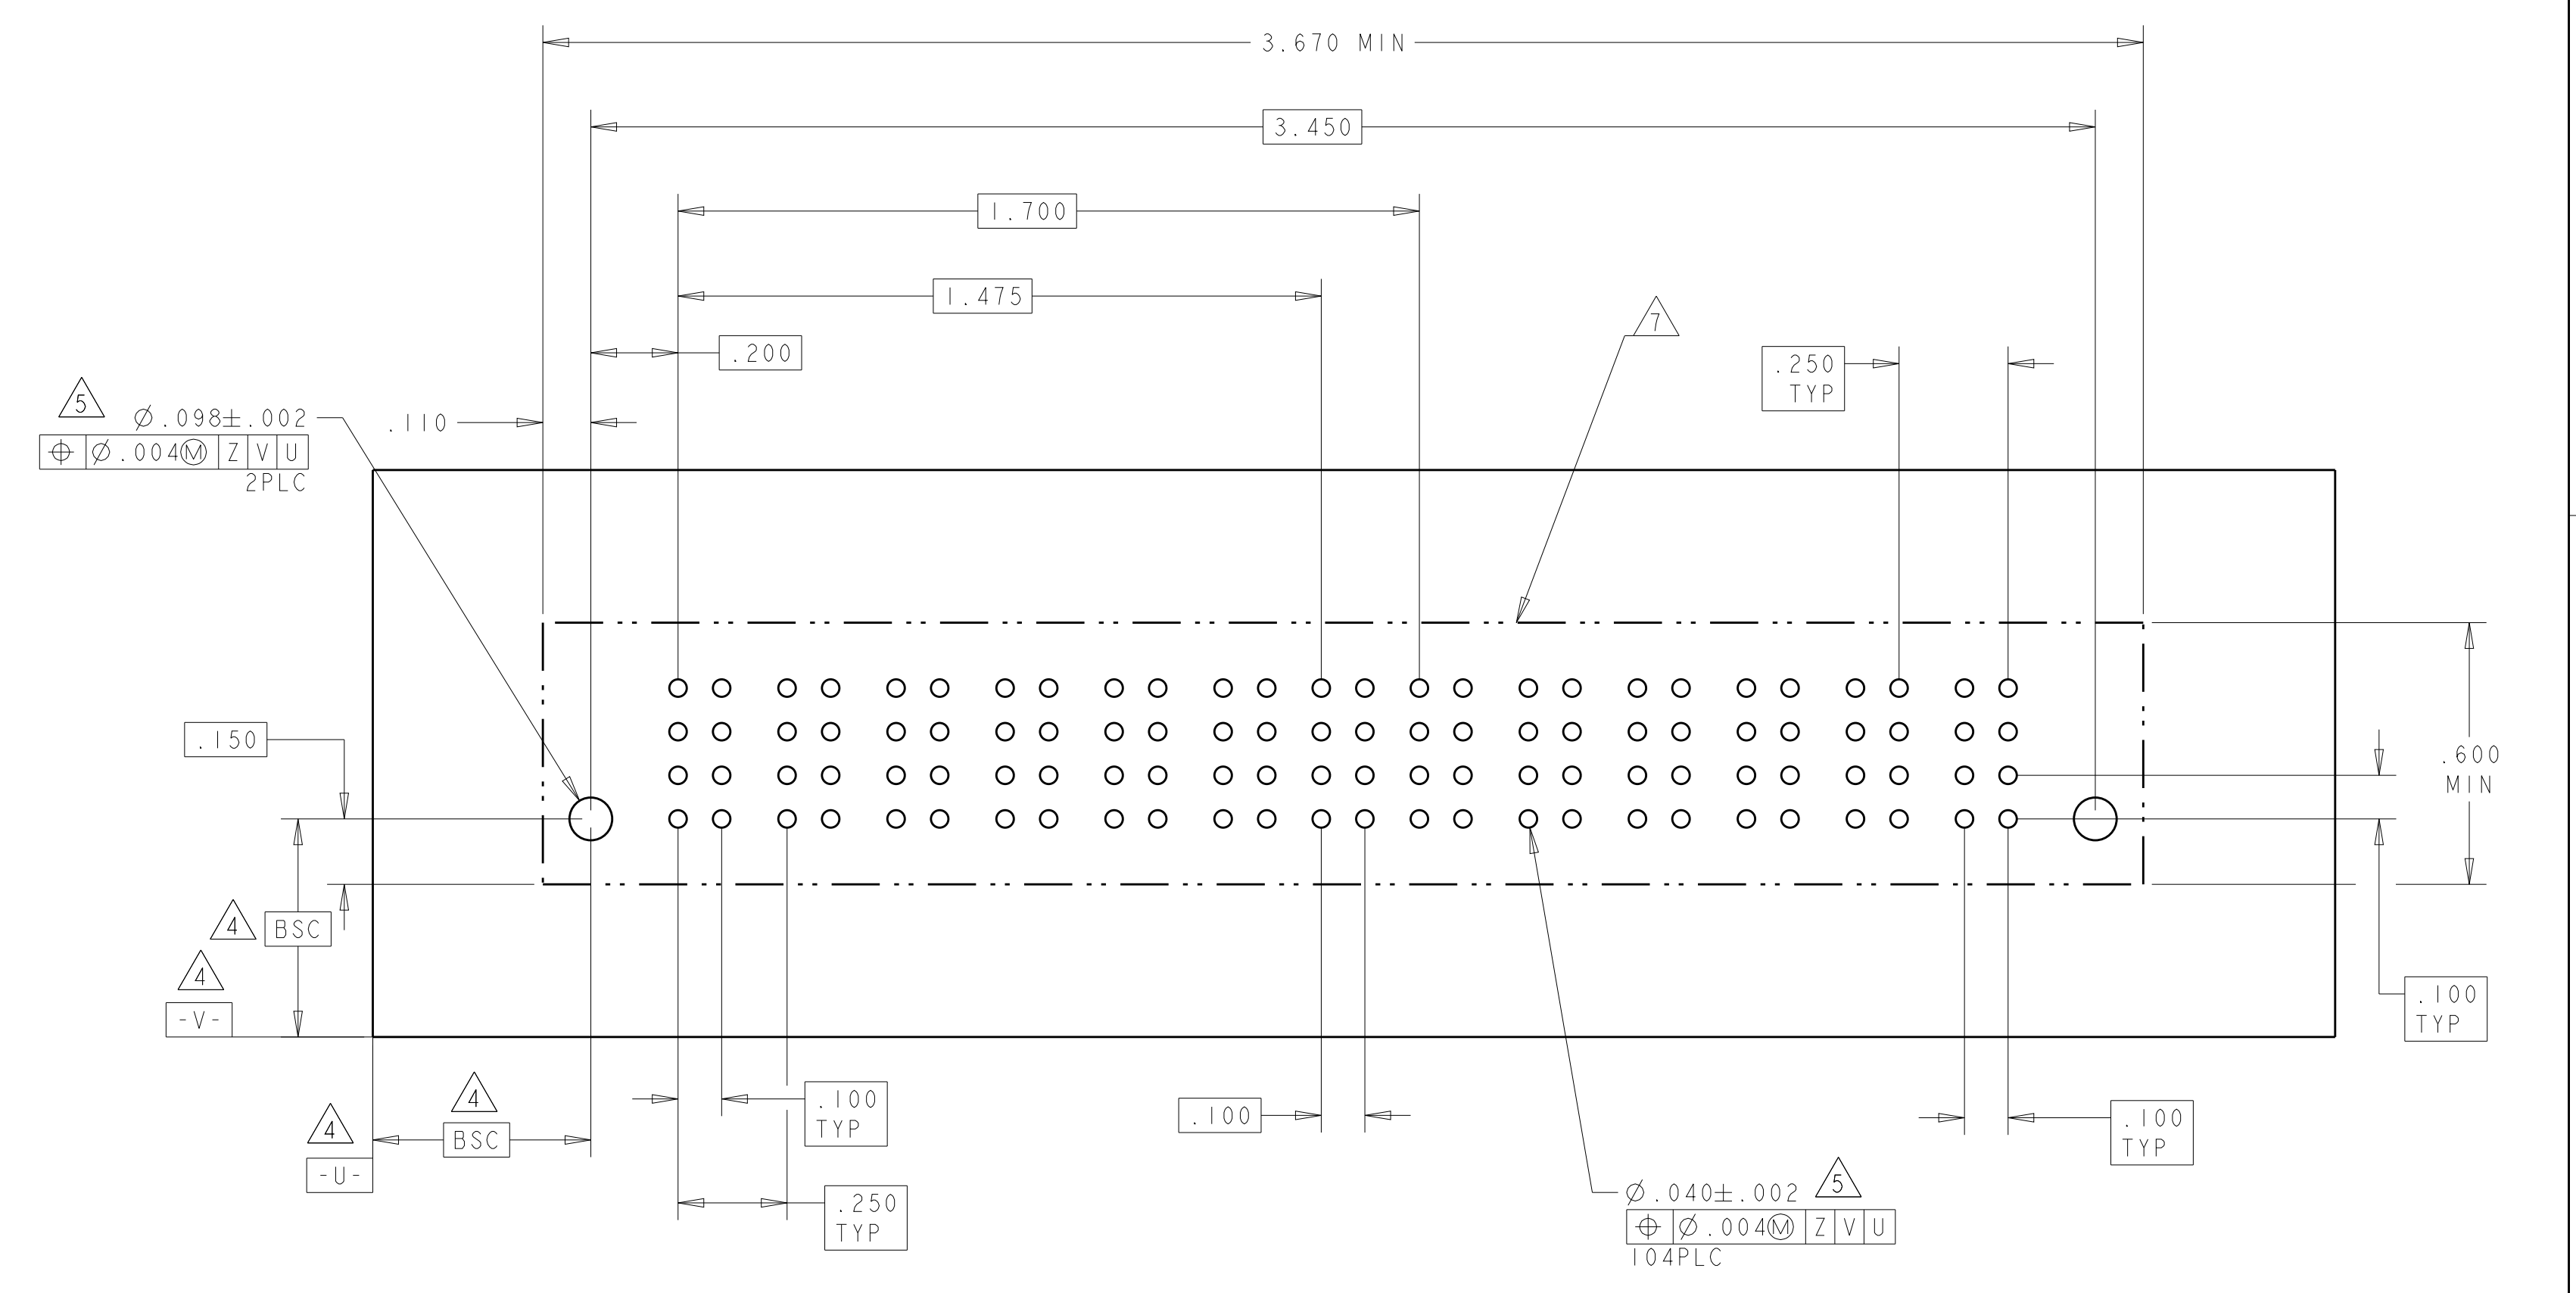 3.670 MIN
3.450
1.700
1.475
.200
7
.250
TYP
5
Ø.098±.002
⌖ Ø.004Ⓜ Z V U
2PLC
.110
.150
.600
MIN
4
BSC
4
-V-
.100
TYP
4
BSC
4
-U-
.100
TYP
.250
TYP
.100
.100
TYP
Ø.040±.002
5
⌖ Ø.004Ⓜ Z V U
104PLC